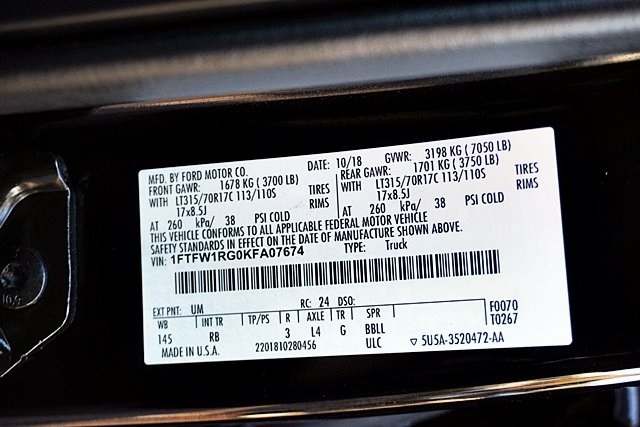 MFD. BY FORD MOTOR CO. DATE: 10/18 GVWR: 3198 KG ( 7050 LB)
FRONT GAWR: 1678 KG ( 3700 LB) REAR GAWR: 1701 KG ( 3750 LB)
WITH LT315/70R17C 113/110S TIRES WITH LT315/70R17C 113/110S TIRES
17x8.5J RIMS 17x8.5J RIMS
AT 260 kPa/ 38 PSI COLD AT 260 kPa/ 38 PSI COLD
THIS VEHICLE CONFORMS TO ALL APPLICABLE FEDERAL MOTOR VEHICLE
SAFETY STANDARDS IN EFFECT ON THE DATE OF MANUFACTURE SHOWN ABOVE.
VIN: 1FTFW1RG0KFA07674 TYPE: Truck
EXT PNT: UM RC: 24 DSO: F0070
WB INT TR TP/PS R AXLE TR SPR T0267
145 RB 3 L4 G BBLL
MADE IN U.S.A. 2201810280456 ULC ▽ 5U5A-3520472-AA